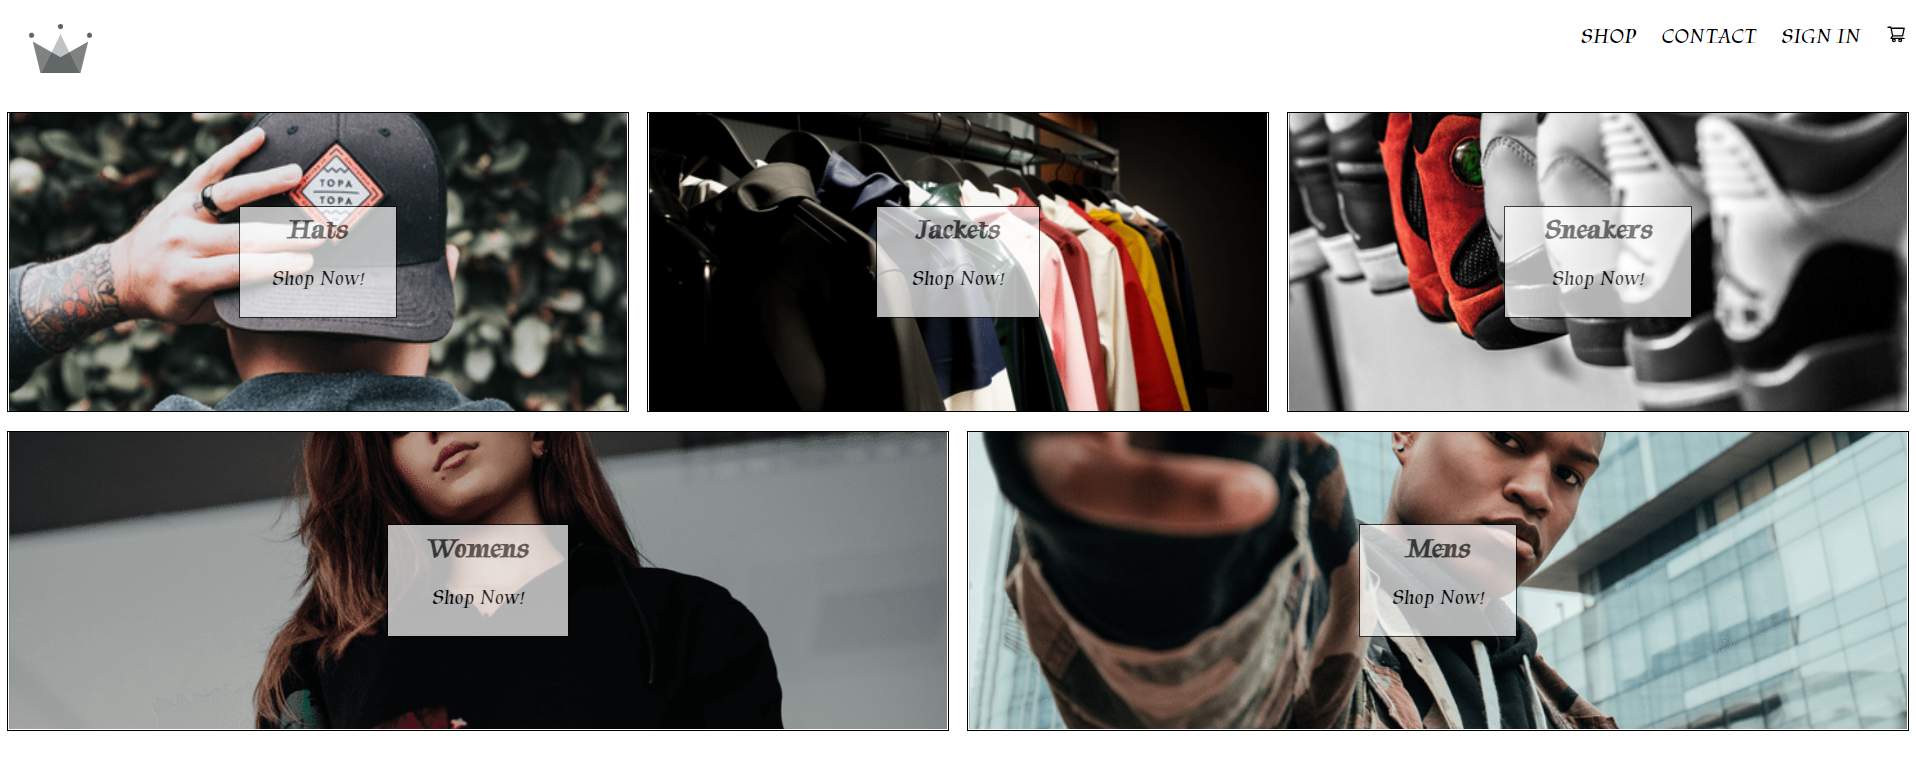 SHOP CONTACT SIGN IN
TOPA
TOPA
Hats
Shop Now!
Jackets
Shop Now!
Sneakers
Shop Now!
Womens
Shop Now!
Mens
Shop Now!